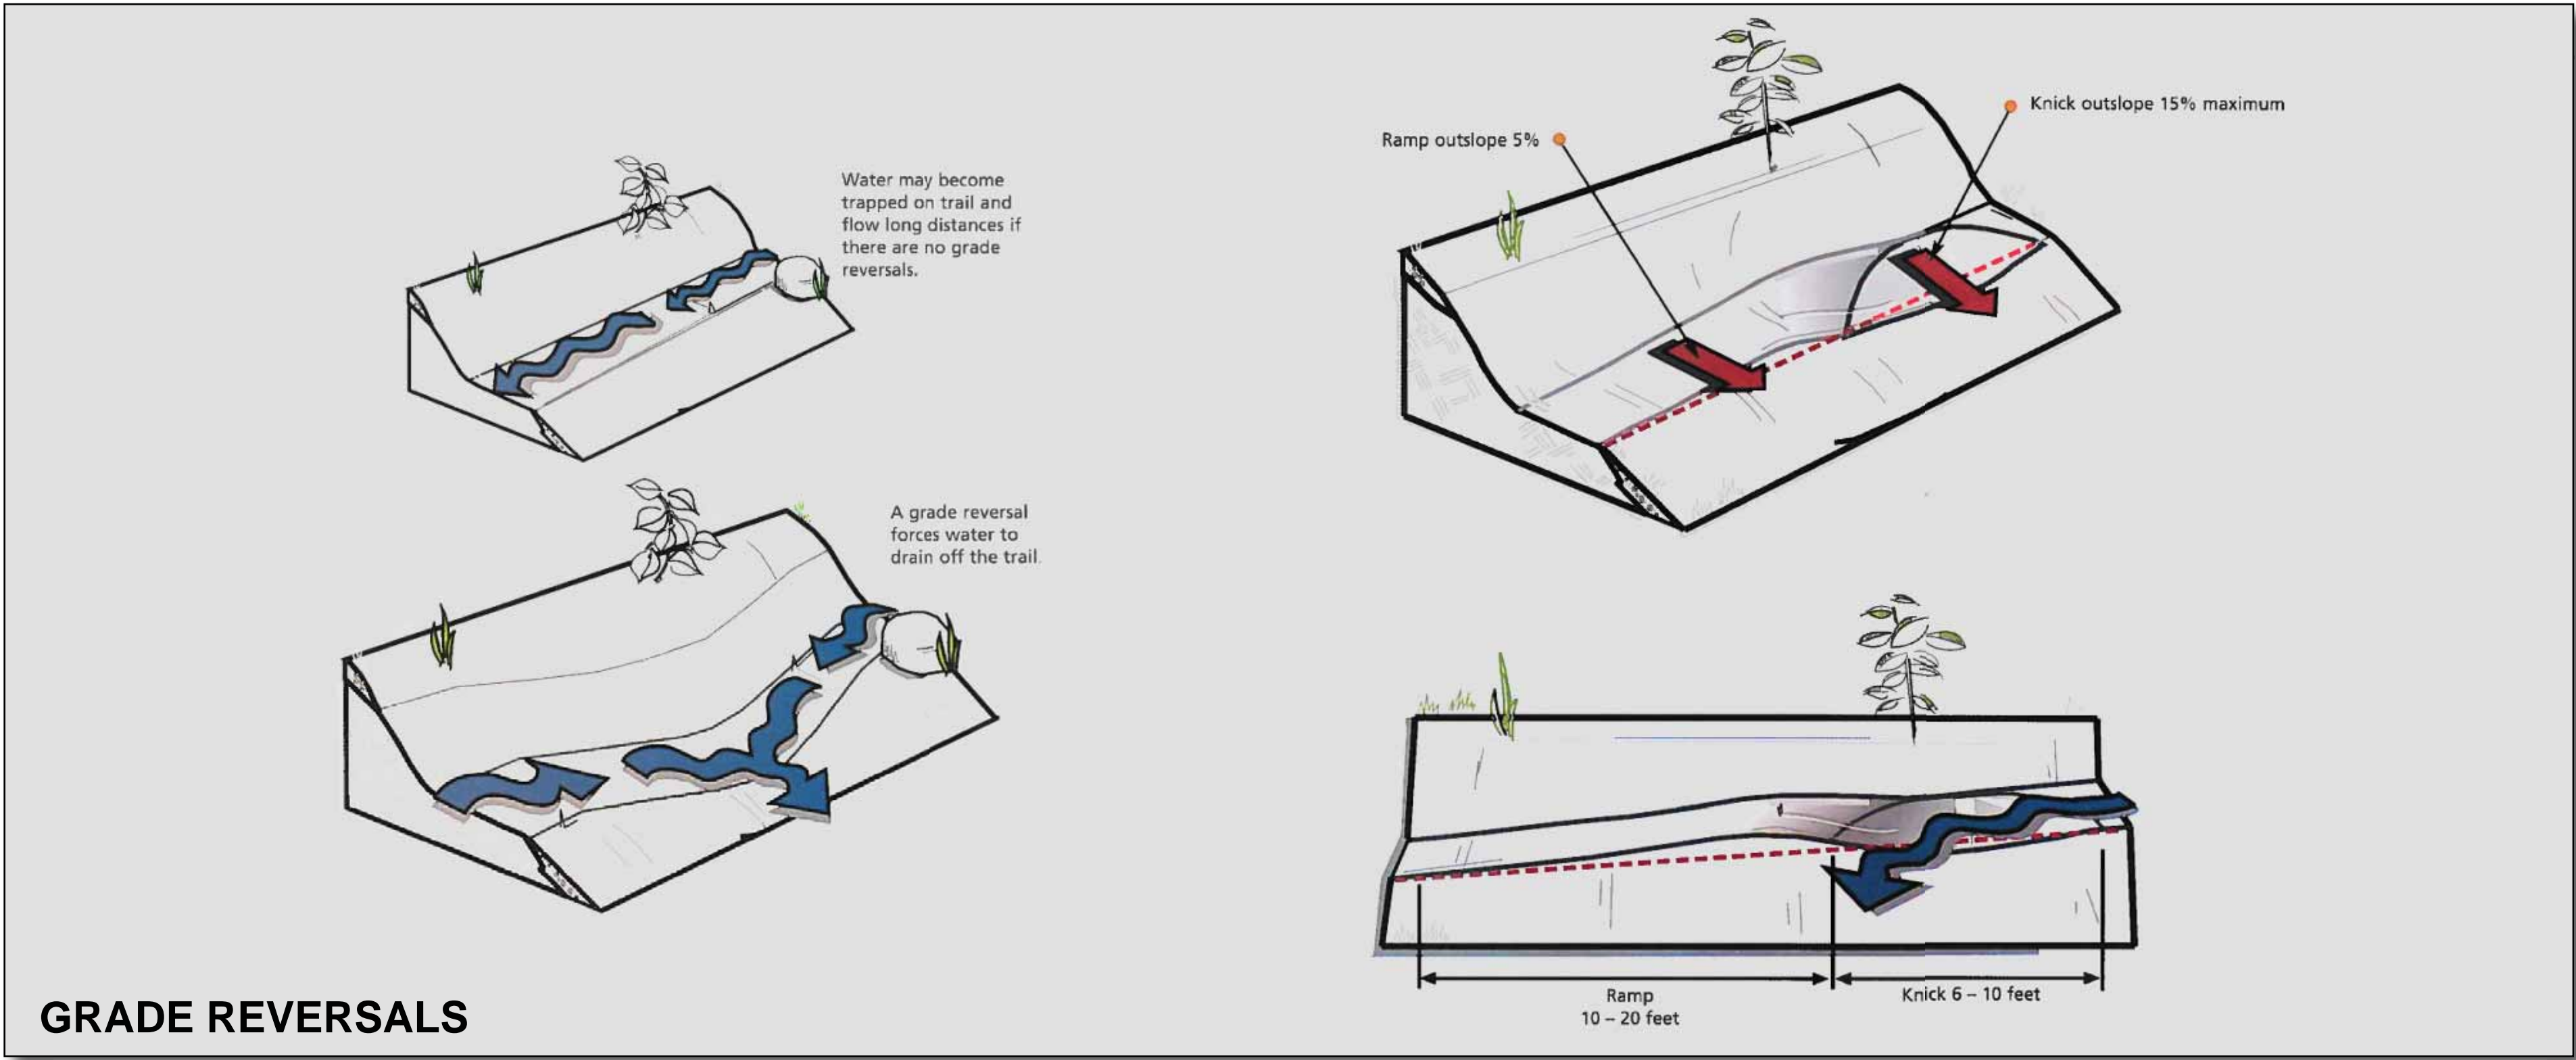 Water may become
trapped on trail and
flow long distances if
there are no grade
reversals.
A grade reversal
forces water to
drain off the trail.
Ramp outslope 5%
Knick outslope 15% maximum
Ramp
10 – 20 feet
Knick 6 – 10 feet
GRADE REVERSALS